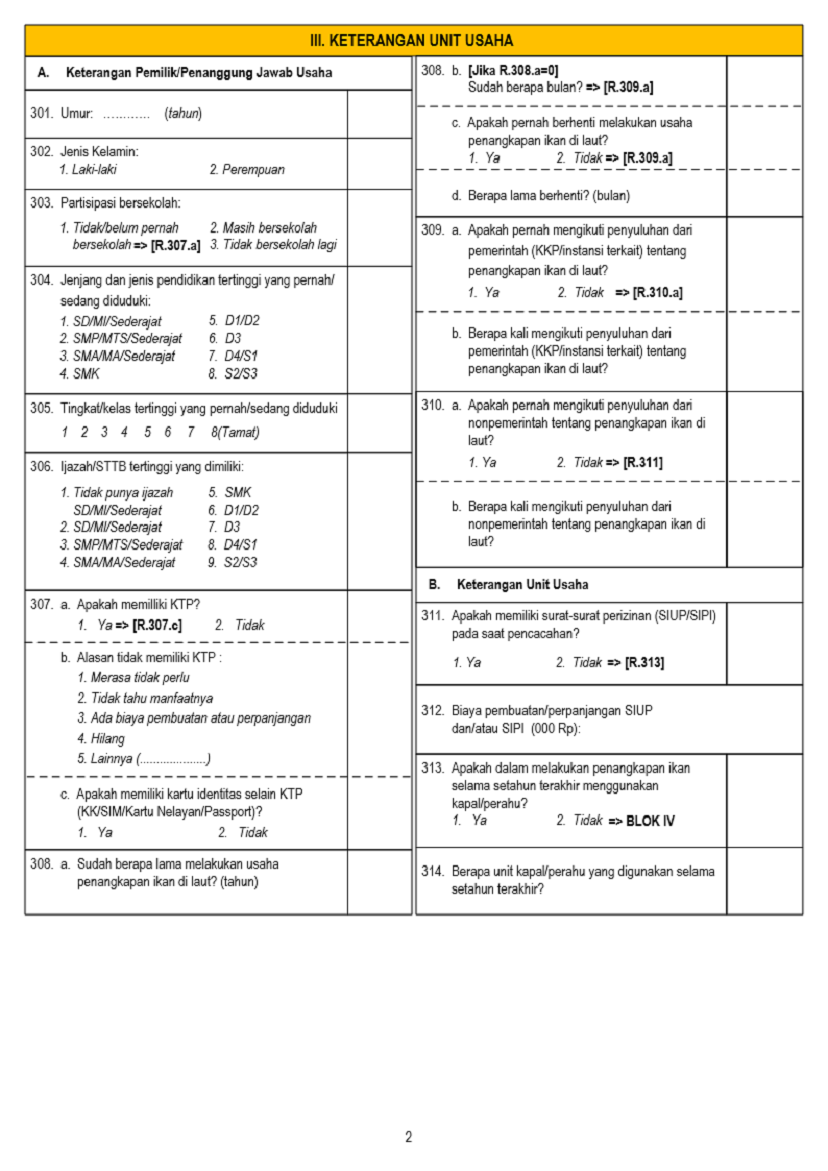 III. KETERANGAN UNIT USAHA
A. Keterangan Pemilik/Penanggung Jawab Usaha
301. Umur: ............ (tahun)
302. Jenis Kelamin:
1. Laki-laki 2. Perempuan
303. Partisipasi bersekolah:
1. Tidak/belum pernah 2. Masih bersekolah
bersekolah => [R.307.a] 3. Tidak bersekolah lagi
304. Jenjang dan jenis pendidikan tertinggi yang pernah/
sedang diduduki:
1. SD/MI/Sederajat 5. D1/D2
2. SMP/MTS/Sederajat 6. D3
3. SMA/MA/Sederajat 7. D4/S1
4. SMK 8. S2/S3
305. Tingkat/kelas tertinggi yang pernah/sedang diduduki
1 2 3 4 5 6 7 8(Tamat)
306. Ijazah/STTB tertinggi yang dimiliki:
1. Tidak punya ijazah 5. SMK
SD/MI/Sederajat 6. D1/D2
2. SD/MI/Sederajat 7. D3
3. SMP/MTS/Sederajat 8. D4/S1
4. SMA/MA/Sederajat 9. S2/S3
307. a. Apakah memilliki KTP?
1. Ya => [R.307.c] 2. Tidak
b. Alasan tidak memiliki KTP :
1. Merasa tidak perlu
2. Tidak tahu manfaatnya
3. Ada biaya pembuatan atau perpanjangan
4. Hilang
5. Lainnya (....................)
c. Apakah memiliki kartu identitas selain KTP
(KK/SIM/Kartu Nelayan/Passport)?
1. Ya 2. Tidak
308. a. Sudah berapa lama melakukan usaha
penangkapan ikan di laut? (tahun)
308. b. [Jika R.308.a=0]
Sudah berapa bulan? => [R.309.a]
c. Apakah pernah berhenti melakukan usaha
penangkapan ikan di laut?
1. Ya 2. Tidak => [R.309.a]
d. Berapa lama berhenti? (bulan)
309. a. Apakah pernah mengikuti penyuluhan dari
pemerintah (KKP/instansi terkait) tentang
penangkapan ikan di laut?
1. Ya 2. Tidak => [R.310.a]
b. Berapa kali mengikuti penyuluhan dari
pemerintah (KKP/instansi terkait) tentang
penangkapan ikan di laut?
310. a. Apakah pernah mengikuti penyuluhan dari
nonpemerintah tentang penangkapan ikan di
laut?
1. Ya 2. Tidak => [R.311]
b. Berapa kali mengikuti penyuluhan dari
nonpemerintah tentang penangkapan ikan di
laut?
B. Keterangan Unit Usaha
311. Apakah memiliki surat-surat perizinan (SIUP/SIPI)
pada saat pencacahan?
1. Ya 2. Tidak => [R.313]
312. Biaya pembuatan/perpanjangan SIUP
dan/atau SIPI (000 Rp):
313. Apakah dalam melakukan penangkapan ikan
selama setahun terakhir menggunakan
kapal/perahu?
1. Ya 2. Tidak => BLOK IV
314. Berapa unit kapal/perahu yang digunakan selama
setahun terakhir?
2